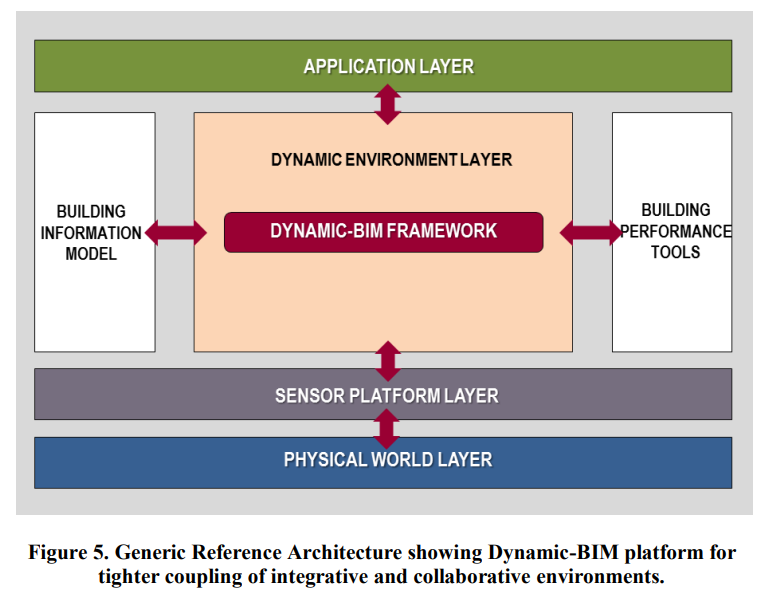 APPLICATION LAYER
DYNAMIC ENVIRONMENT LAYER
BUILDING
INFORMATION
MODEL
DYNAMIC-BIM FRAMEWORK
BUILDING
PERFORMANCE
TOOLS
SENSOR PLATFORM LAYER
PHYSICAL WORLD LAYER
Figure 5. Generic Reference Architecture showing Dynamic-BIM platform for
tighter coupling of integrative and collaborative environments.